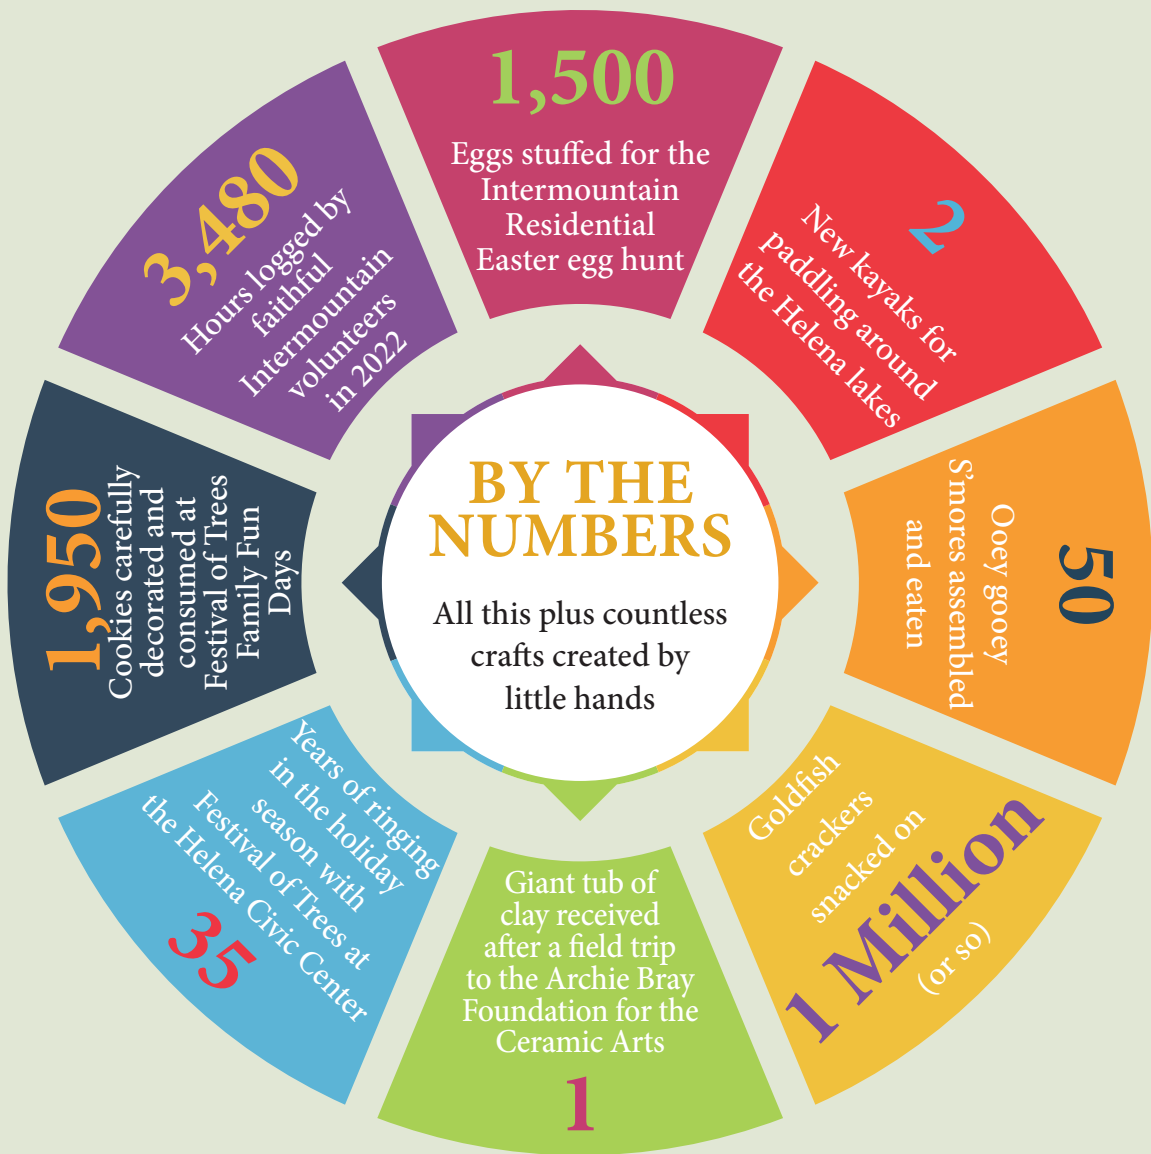 BY THE
NUMBERS
All this plus countless
crafts created by
little hands
1,500
Eggs stuffed for the
Intermountain
Residential
Easter egg hunt
2
New kayaks for
paddling around
the Helena lakes
50
Ooey gooey
S'mores assembled
and eaten
Goldfish
crackers
snacked on
1 Million
(or so)
Giant tub of
clay received
after a field trip
to the Archie Bray
Foundation for the
Ceramic Arts
1
Years of ringing
in the holiday
season with
Festival of Trees at
the Helena Civic Center
35
1,950
Cookies carefully
decorated and
consumed at
Festival of Trees
Family Fun
Days
3,480
Hours logged by
faithful
Intermountain
volunteers
in 2022